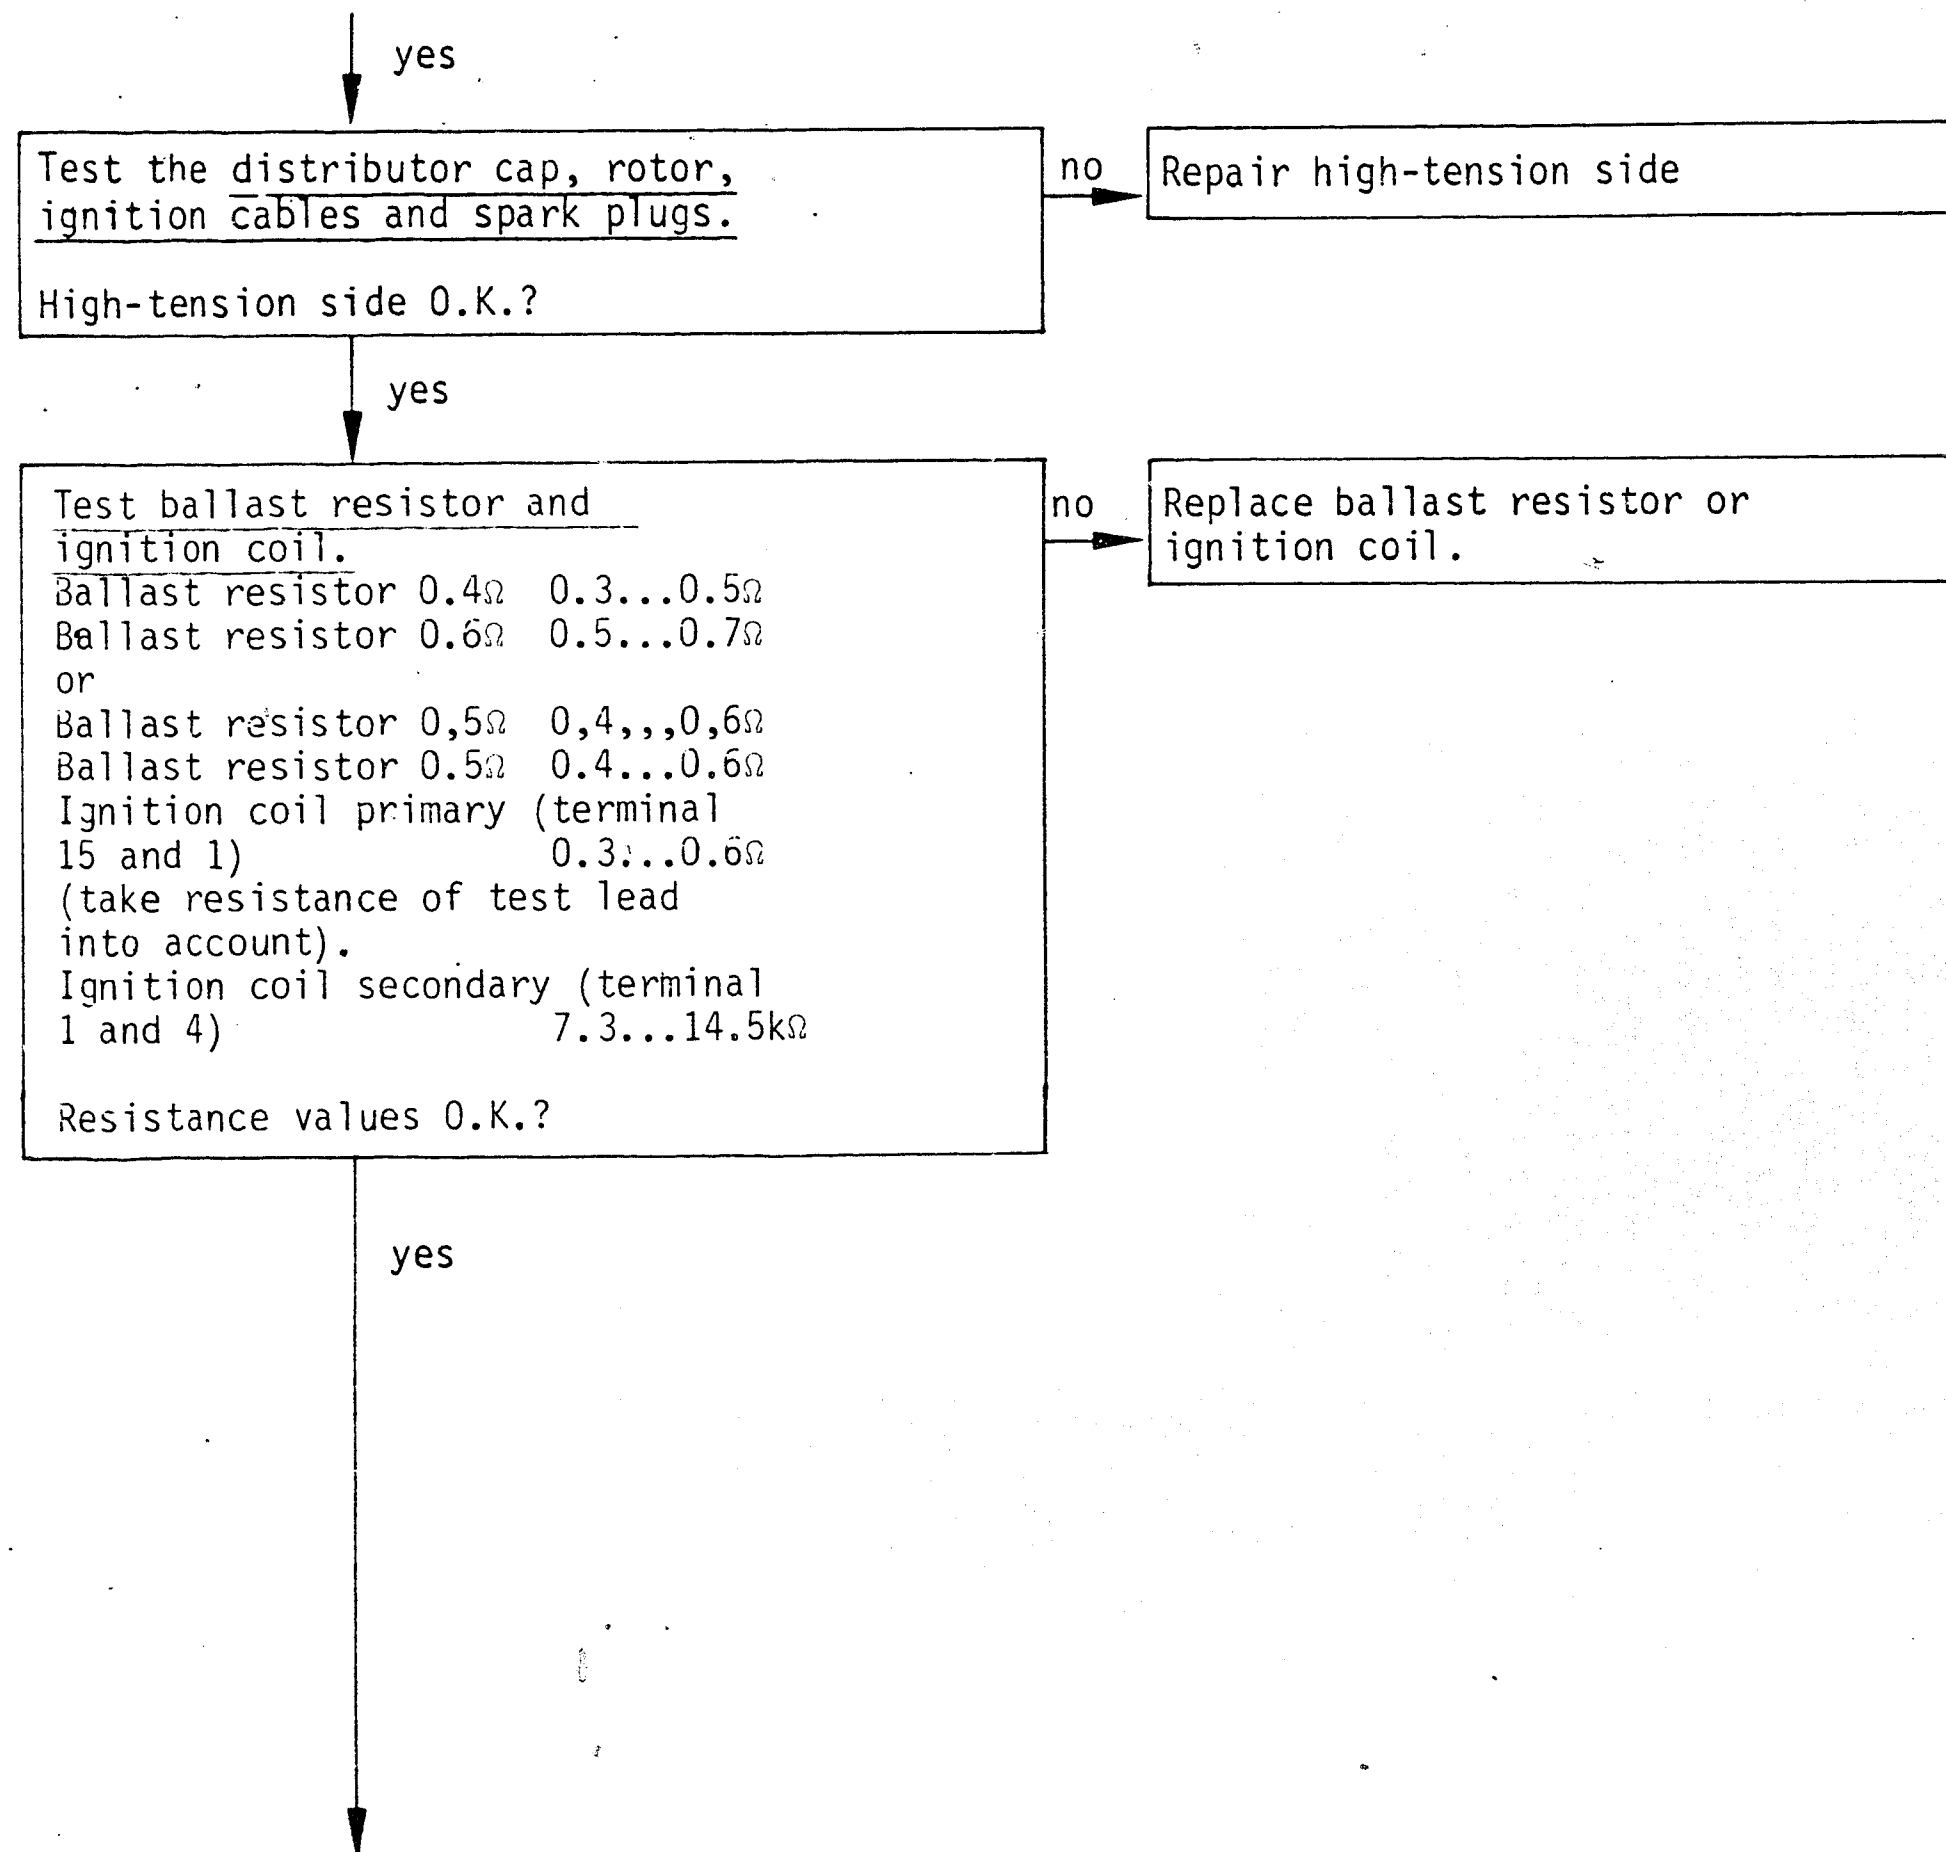 yes
Test the distributor cap, rotor,
ignition cables and spark plugs.
High-tension side O.K.?
no
Repair high-tension side
yes
Test ballast resistor and
ignition coil.
Ballast resistor 0.4Ω 0.3...0.5Ω
Ballast resistor 0.6Ω 0.5...0.7Ω
or
Ballast resistor 0,5Ω 0,4,,,0,6Ω
Ballast resistor 0.5Ω 0.4...0.6Ω
Ignition coil primary (terminal
15 and 1) 0.3...0.6Ω
(take resistance of test lead
into account).
Ignition coil secondary (terminal
1 and 4) 7.3...14.5kΩ
Resistance values O.K.?
no
Replace ballast resistor or
ignition coil.
yes